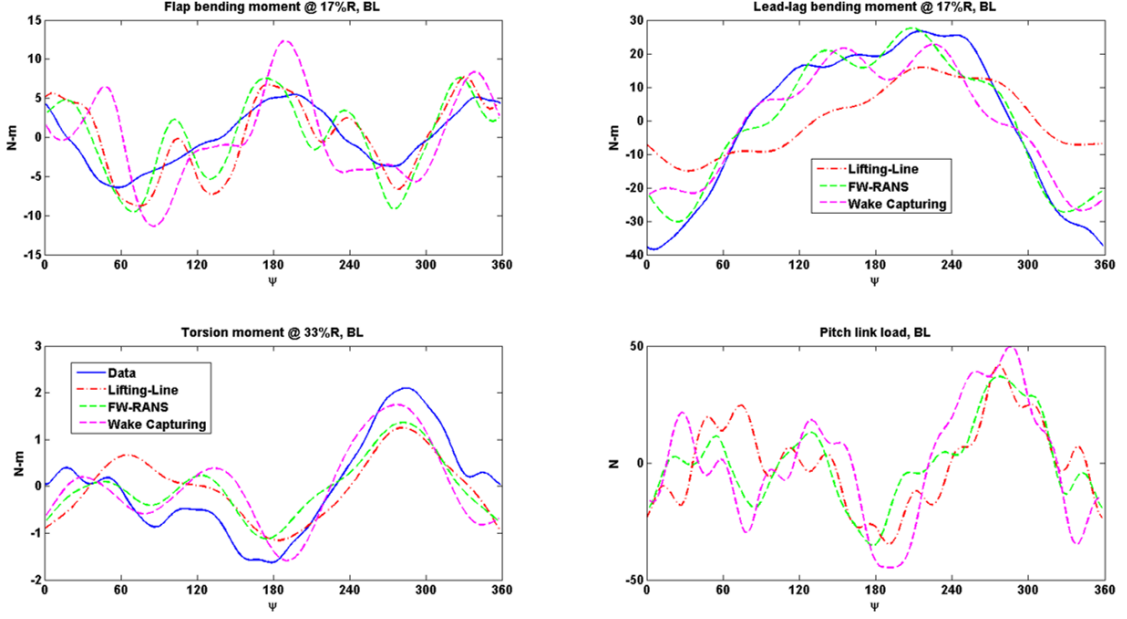 Flap bending moment @ 17%R, BL
15
10
5
0
-5
-10
-15
N-m
0 60 120 180 240 300 360
Ψ
Lead-lag bending moment @ 17%R, BL
30
20
10
0
-10
-20
-30
-40
N-m
Lifting-Line
FW-RANS
Wake Capturing
0 60 120 180 240 300 360
Ψ
Torsion moment @ 33%R, BL
3
2
1
0
-1
-2
N-m
Data
Lifting-Line
FW-RANS
Wake Capturing
0 60 120 180 240 300 360
Ψ
Pitch link load, BL
50
0
-50
N
0 60 120 180 240 300 360
Ψ